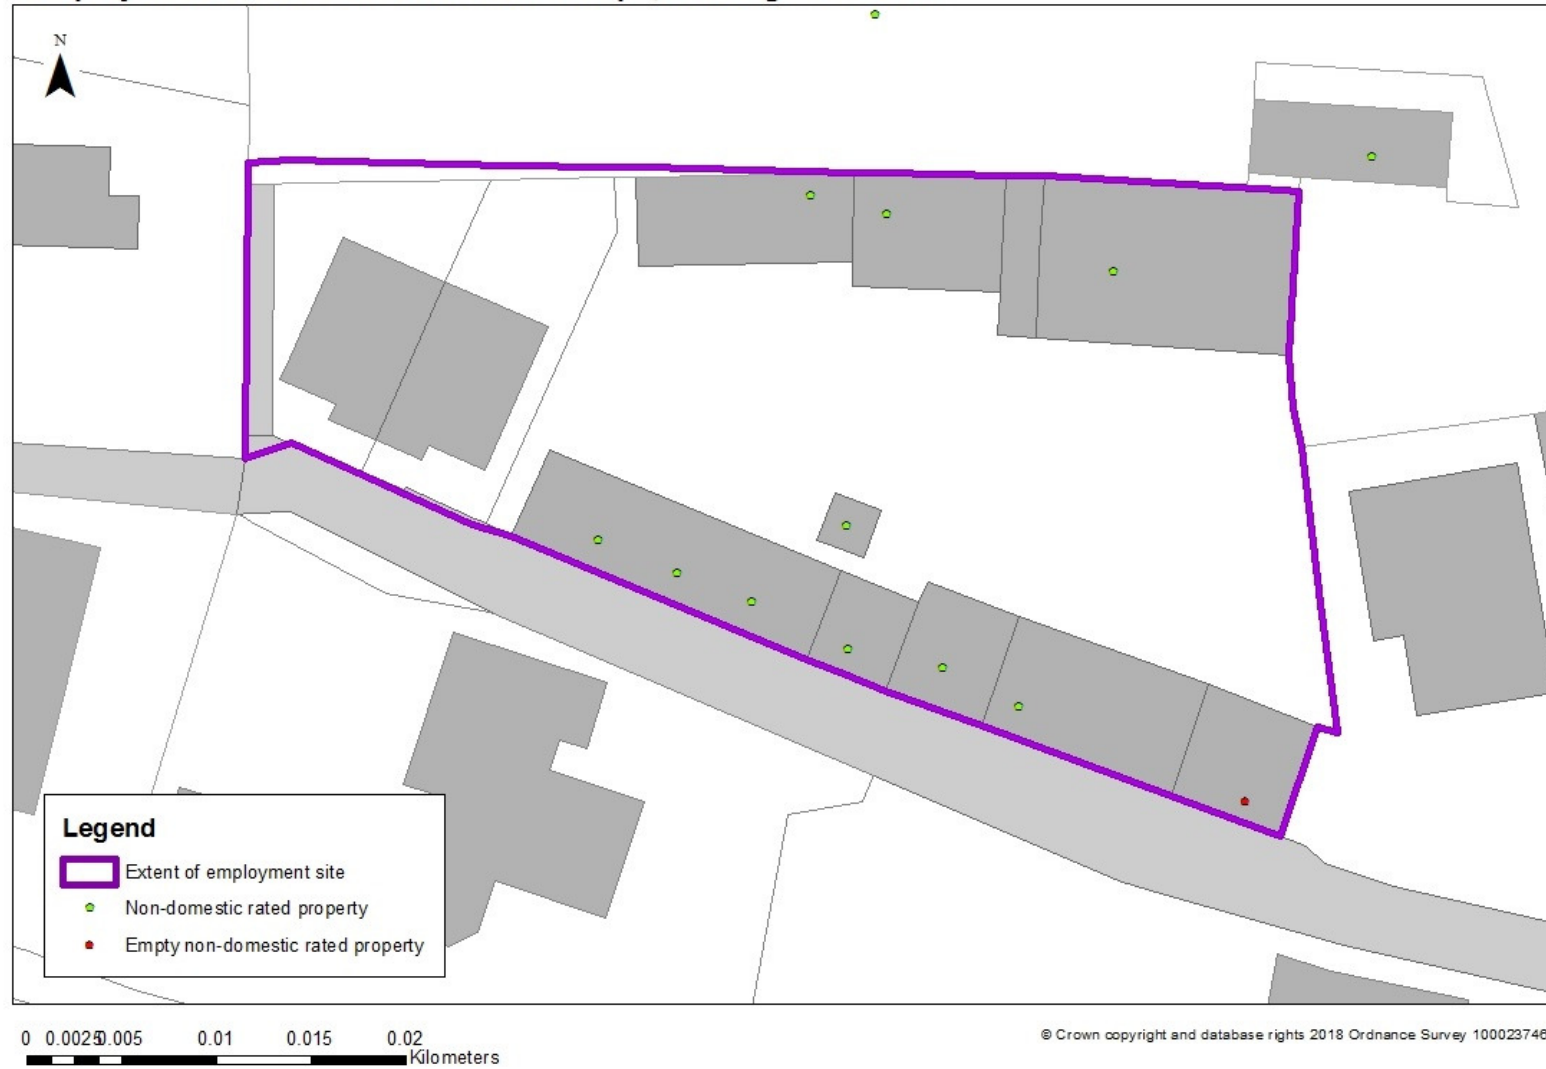 N
Legend
Extent of employment site
Non-domestic rated property
Empty non-domestic rated property
0 0.0025 0.005 0.01 0.015 0.02
Kilometers
© Crown copyright and database rights 2018 Ordnance Survey 100023746